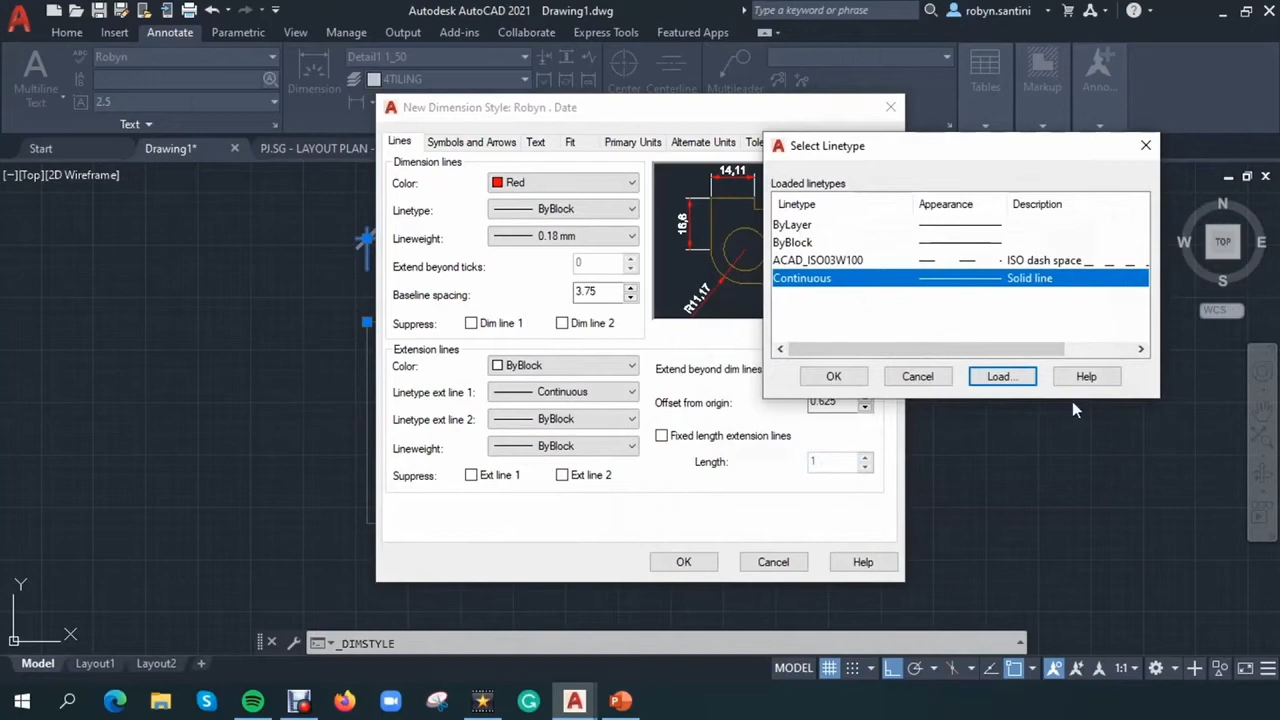 Autodesk AutoCAD 2021 Drawing1.dwg
Type a keyword or phrase
robyn.santini
Home Insert Annotate Parametric View Manage Output Add-ins Collaborate Express Tools Featured Apps
Robyn
Detail1 1_50
4TILING
2.5
Multiline
Text
Dimension
Center
Centerline
Multileader
Tables
Markup
Anno...
Text
Start
Drawing1*
PJ.SG - LAYOUT PLAN -
[−][Top][2D Wireframe]
New Dimension Style: Robyn . Date
Lines Symbols and Arrows Text Fit Primary Units Alternate Units
Dimension lines
Color: Red
Linetype: ByBlock
Lineweight: 0.18 mm
Extend beyond ticks: 0
Baseline spacing: 3.75
Suppress: Dim line 1 Dim line 2
14,11
16,6
R11,17
Extension lines
Color: ByBlock
Linetype ext line 1: Continuous
Linetype ext line 2: ByBlock
Lineweight: ByBlock
Suppress: Ext line 1 Ext line 2
Extend beyond dim lines
Offset from origin: 0.625
Fixed length extension lines
Length: 1
OK Cancel Help
Select Linetype
Loaded linetypes
Linetype Appearance Description
ByLayer
ByBlock
ACAD_ISO03W100 ISO dash space
Continuous Solid line
OK Cancel Load... Help
N
W TOP E
S
WCS
Y
X
_DIMSTYLE
Model Layout1 Layout2 +
MODEL
1:1